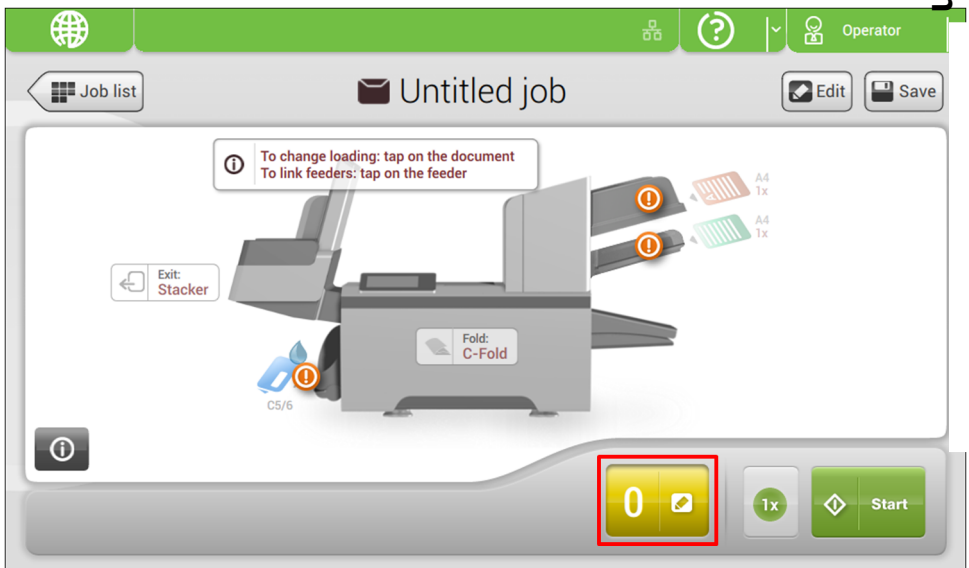 Operator
Job list
Untitled job
Edit
Save
To change loading: tap on the document
To link feeders: tap on the feeder
A4
1x
A4
1x
Exit:
Stacker
Fold:
C-Fold
C5/6
0
1x
Start